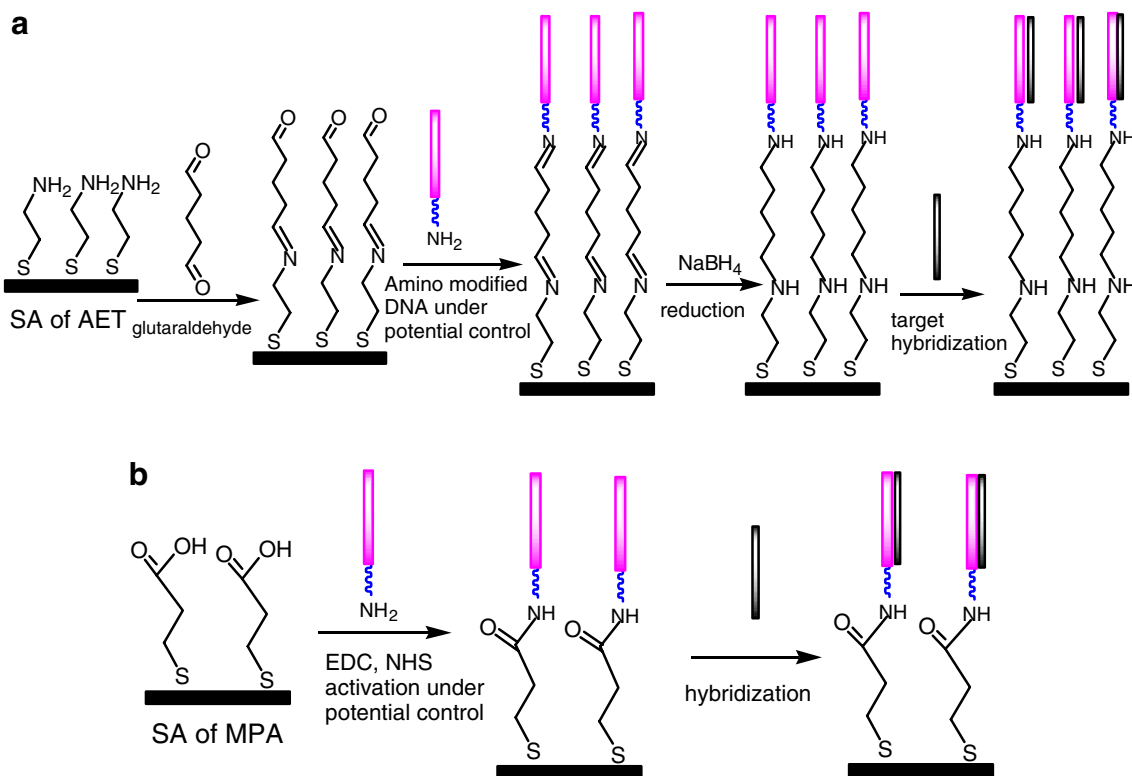 a
O O O
O
NH2 NH2 NH2
O
N N N
S S S
SA of AET
glutaraldehyde
S S S
NH2
Amino modified
DNA under
potential control
N N N
N N N
S S S
NaBH4
reduction
NH NH NH
NH NH NH
S S S
target
hybridization
NH NH NH
NH NH NH
S S S
b
O OH O OH
S S
SA of MPA
NH2
EDC, NHS
activation under
potential control
O NH O NH
S S
hybridization
O NH O NH
S S